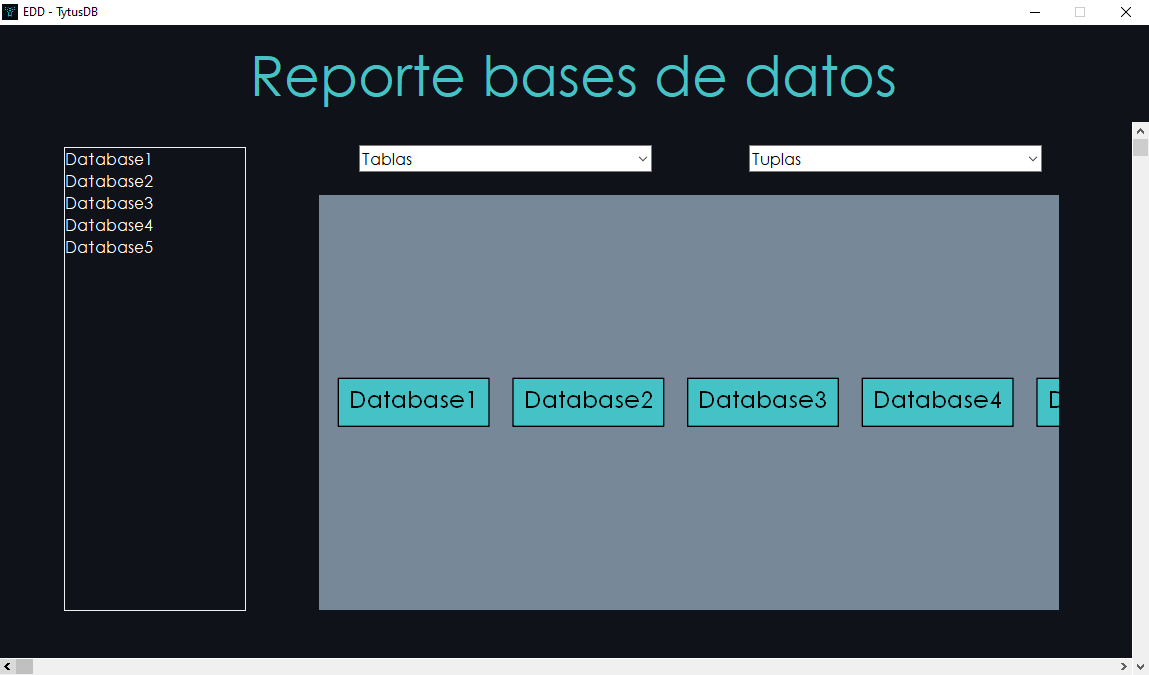 EDD - TytusDB
Reporte bases de datos
Database1
Database2
Database3
Database4
Database5
Tablas
Tuplas
Database1
Database2
Database3
Database4
D